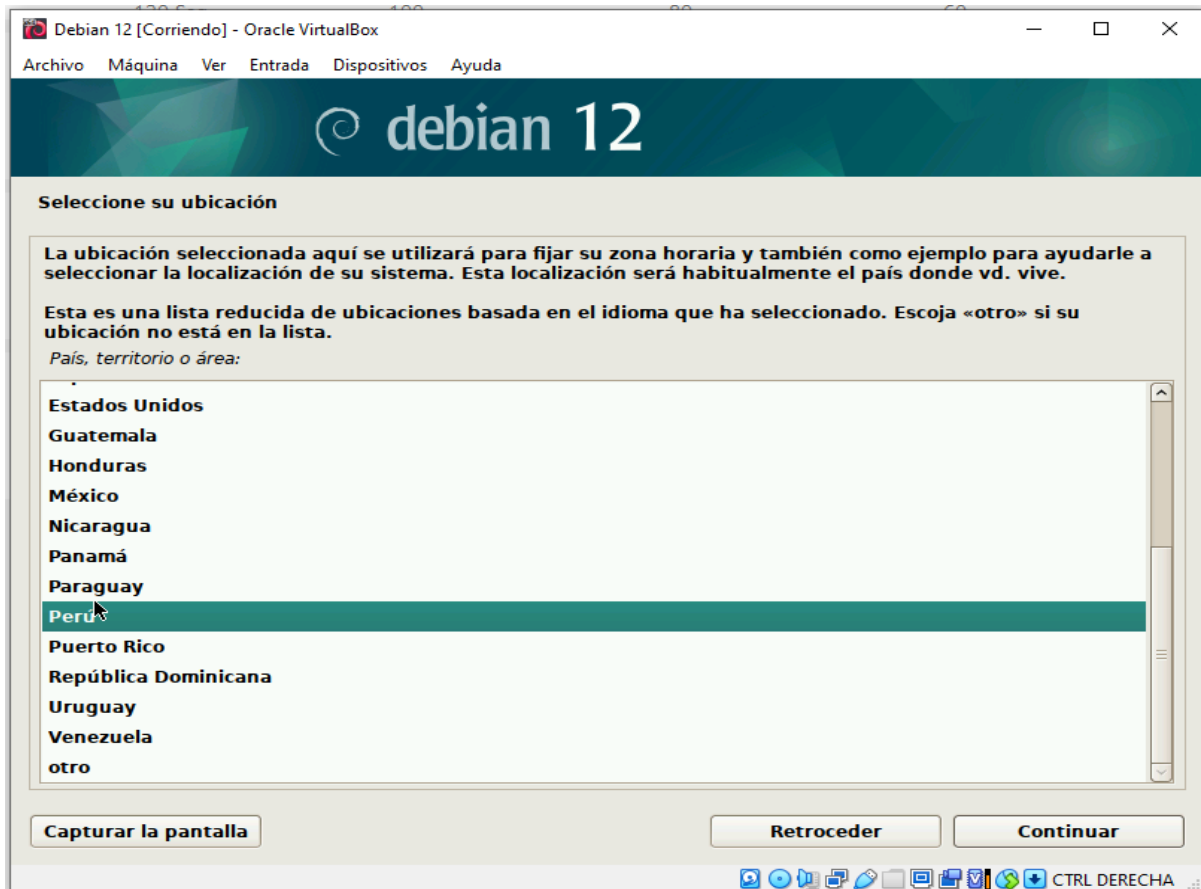 Debian 12 [Corriendo] - Oracle VirtualBox
Archivo Máquina Ver Entrada Dispositivos Ayuda
debian 12
Seleccione su ubicación
La ubicación seleccionada aquí se utilizará para fijar su zona horaria y también como ejemplo para ayudarle a
seleccionar la localización de su sistema. Esta localización será habitualmente el país donde vd. vive.
Esta es una lista reducida de ubicaciones basada en el idioma que ha seleccionado. Escoja «otro» si su
ubicación no está en la lista.
País, territorio o área:
Estados Unidos
Guatemala
Honduras
México
Nicaragua
Panamá
Paraguay
Perú
Puerto Rico
República Dominicana
Uruguay
Venezuela
otro
Capturar la pantalla Retroceder Continuar
CTRL DERECHA